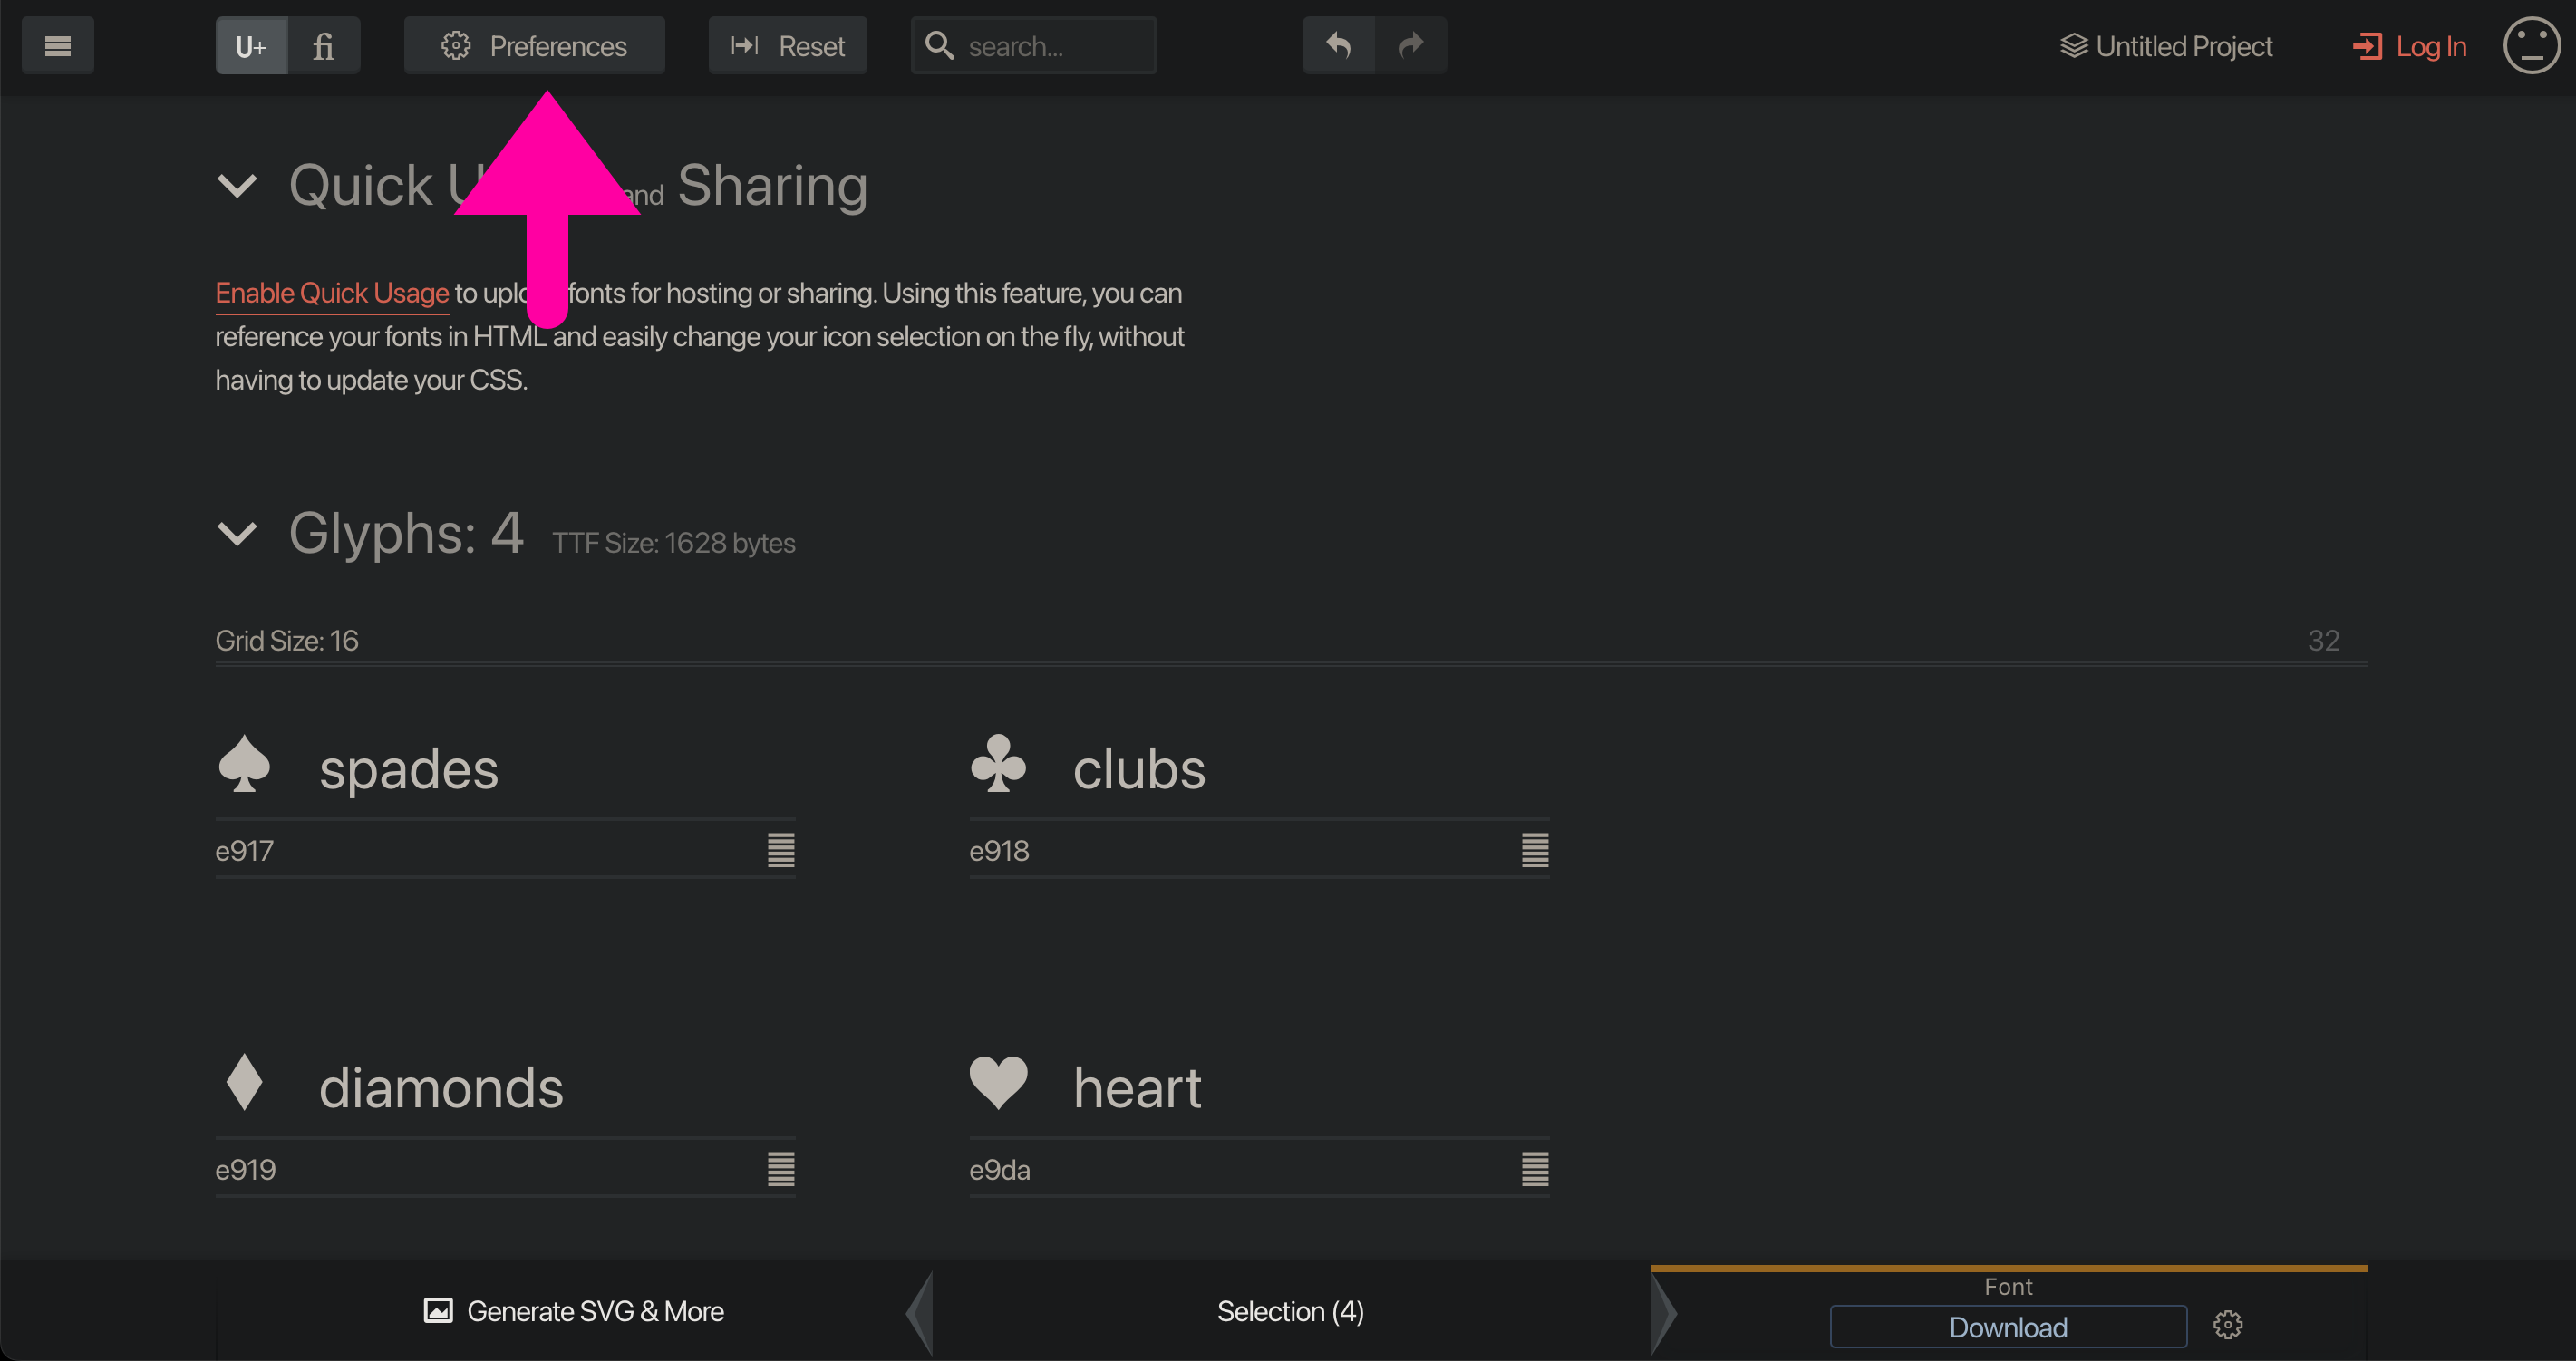 U+ fi Preferences Reset search... Untitled Project Log In
Quick U and Sharing
Enable Quick Usage to uplo fonts for hosting or sharing. Using this feature, you can
reference your fonts in HTML and easily change your icon selection on the fly, without
having to update your CSS.
Glyphs: 4 TTF Size: 1628 bytes
Grid Size: 16 32
spades clubs
e917 e918
diamonds heart
e919 e9da
Generate SVG & More Selection (4) Font
Download